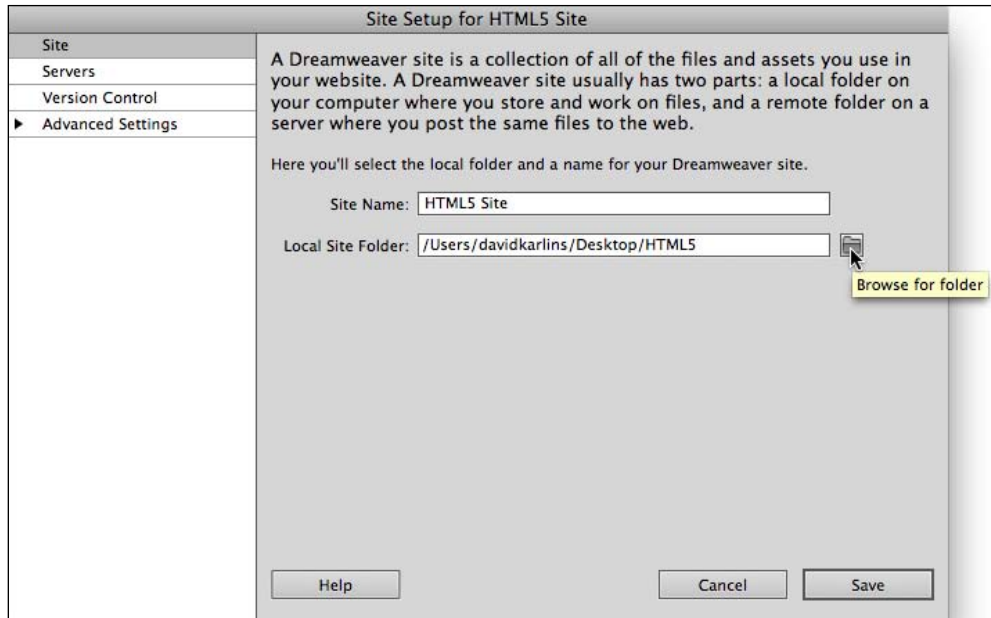 Site Setup for HTML5 Site
Site
Servers
Version Control
Advanced Settings
A Dreamweaver site is a collection of all of the files and assets you use in
your website. A Dreamweaver site usually has two parts: a local folder on
your computer where you store and work on files, and a remote folder on a
server where you post the same files to the web.
Here you'll select the local folder and a name for your Dreamweaver site.
Site Name: HTML5 Site
Local Site Folder: /Users/davidkarlins/Desktop/HTML5
Browse for folder
Help Cancel Save